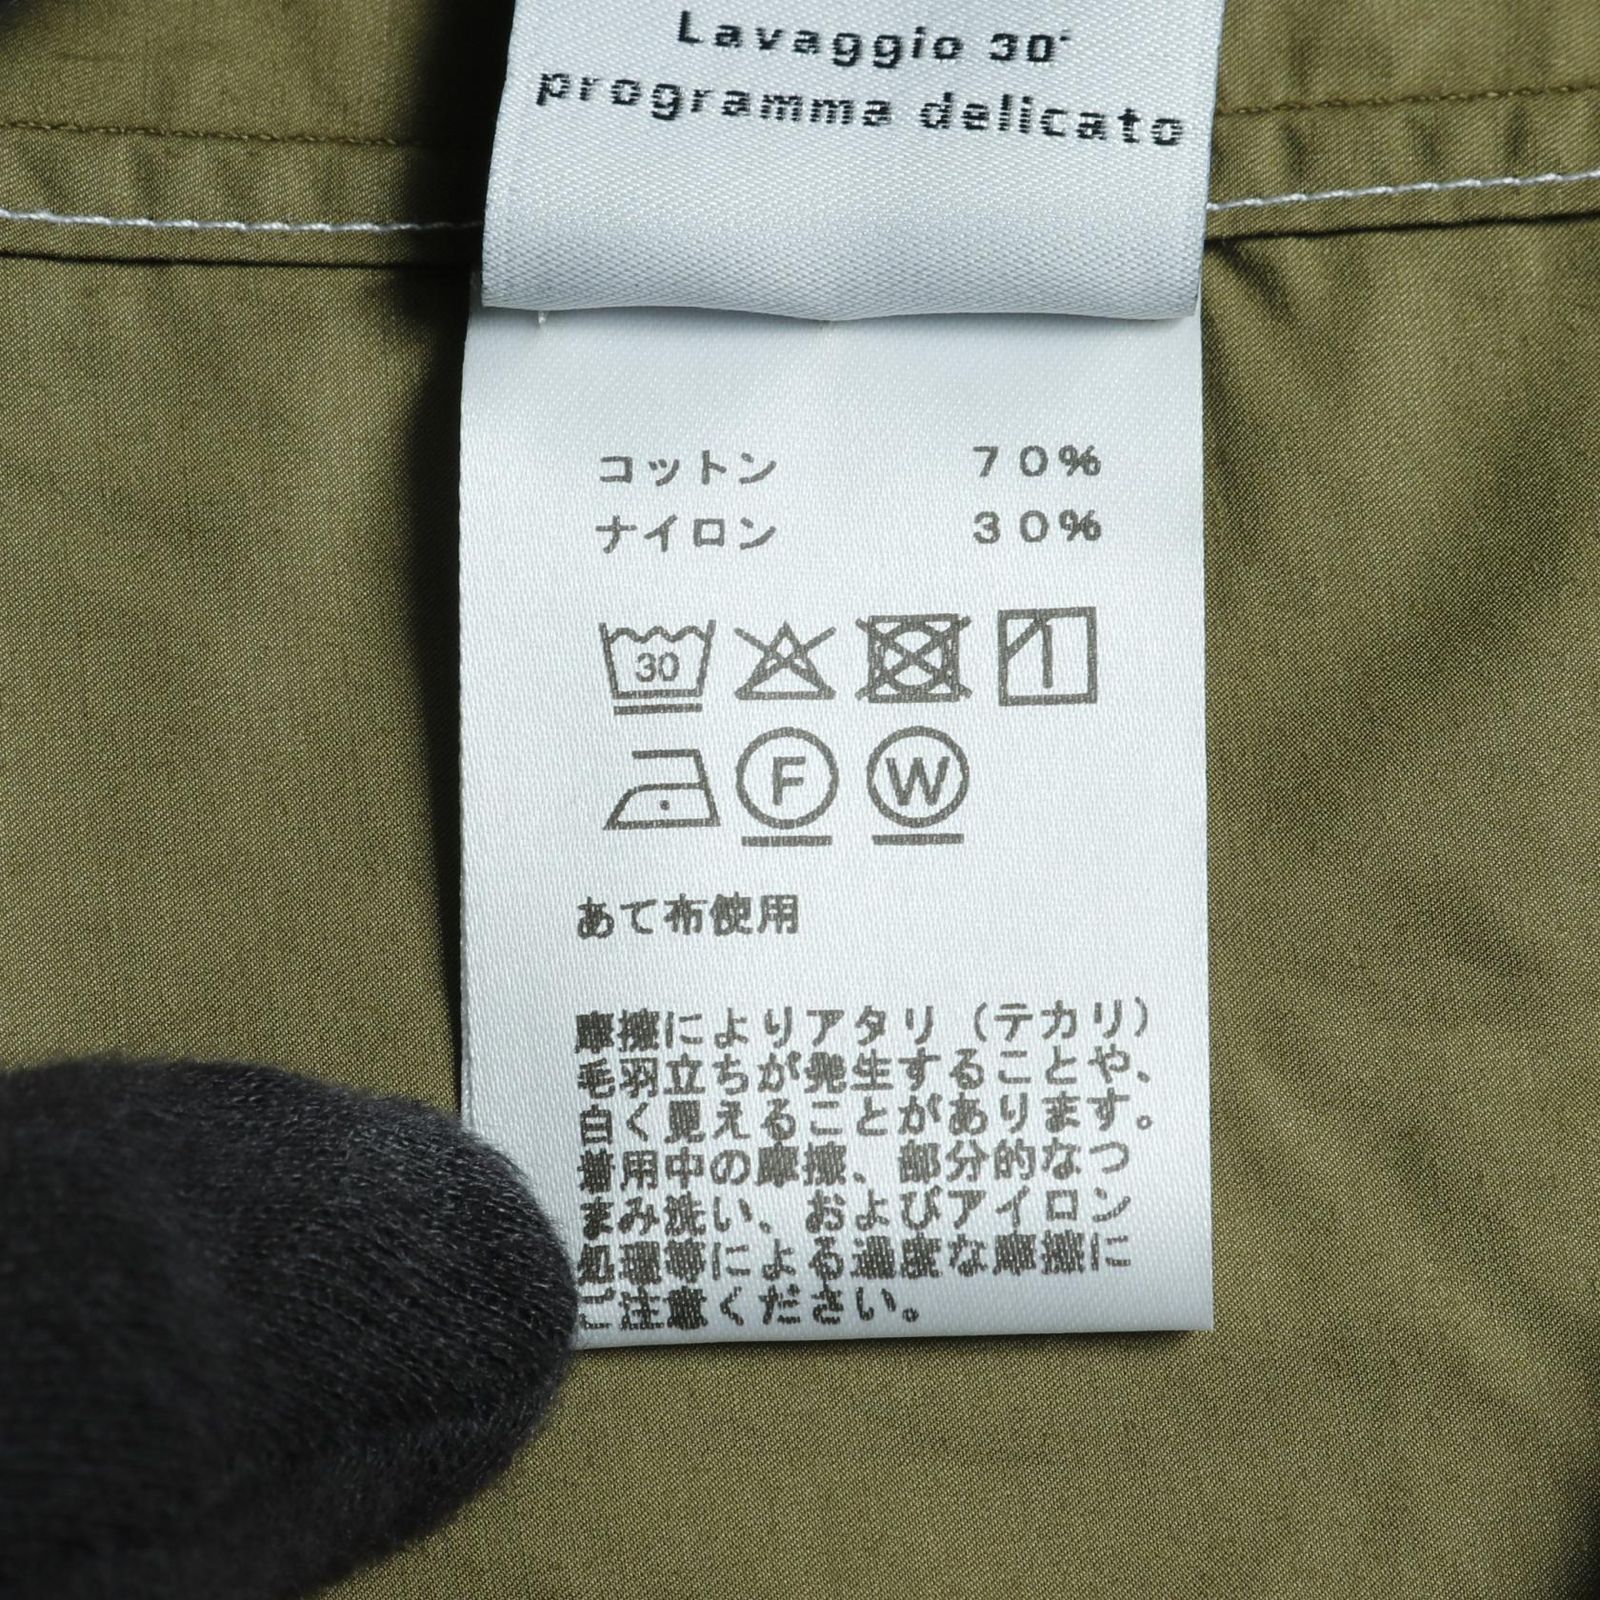 Lavaggio 30°
programma delicato
コットン 70%
ナイロン 30%
30
F W
あて布使用
摩擦によりアタリ（テカリ）
毛羽立ちが発生することや、
白く見えることがあります。
着用中の摩擦、部分的なつ
まみ洗い、およびアイロン
処理等による過度な摩擦に
ご注意ください。